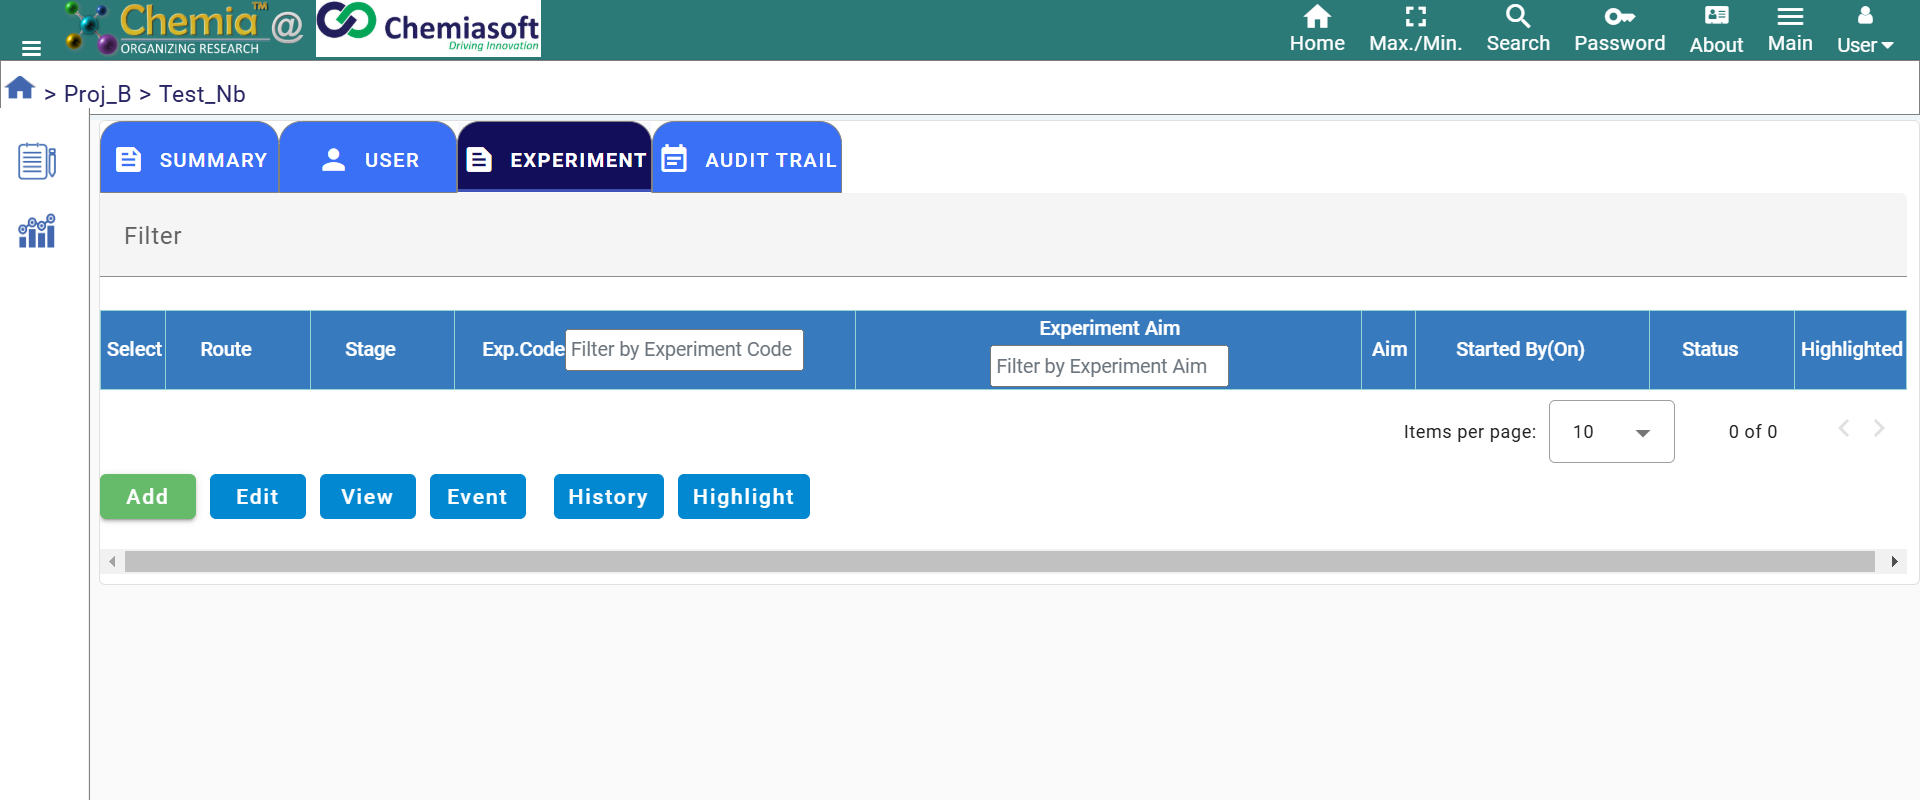 Chemia™ @
ORGANIZING RESEARCH
Chemiasoft
Driving Innovation
Home Max./Min. Search Password About Main User
> Proj_B > Test_Nb
SUMMARY USER EXPERIMENT AUDIT TRAIL
Filter
Select Route Stage Exp.Code Filter by Experiment Code Experiment Aim Filter by Experiment Aim Aim Started By(On) Status Highlighted
Items per page: 10 0 of 0
Add Edit View Event History Highlight